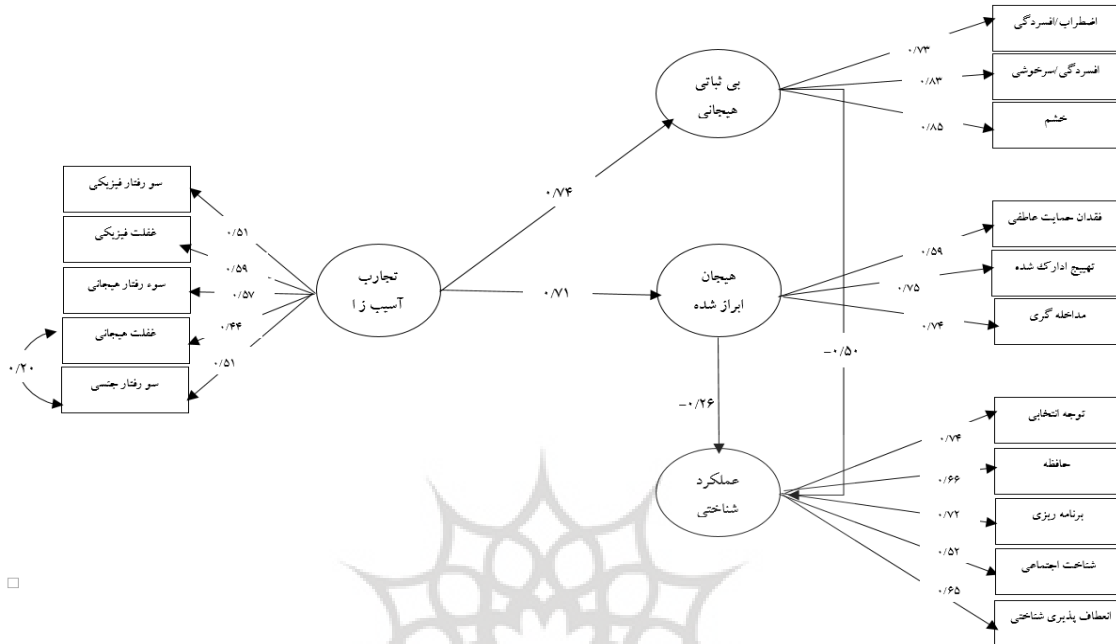 اضطراب/افسردگی
۰/۷۳
افسردگی/سرخوشی
۰/۸۳
خشم
۰/۸۵
بی ثباتی
هیجانی
۰/۷۴
سو رفتار فیزیکی
۰/۵۱
غفلت فیزیکی
۰/۵۹
سوء رفتار هیجانی
۰/۵۷
غفلت هیجانی
۰/۴۴
سو رفتار جنسی
۰/۵۱
۰/۲۰
تجارب
آسیب زا
۰/۷۱
هیجان
ابراز شده
فقدان حمایت عاطفی
۰/۵۹
تهییج ادارک شده
۰/۷۵
مداخله گری
۰/۷۴
-۰/۵۰
-۰/۲۶
عملکرد
شناختی
توجه انتخابی
۰/۷۴
حافظه
۰/۶۶
برنامه ریزی
۰/۷۲
شناخت اجتماعی
۰/۵۲
انعطاف پذیری شناختی
۰/۶۵